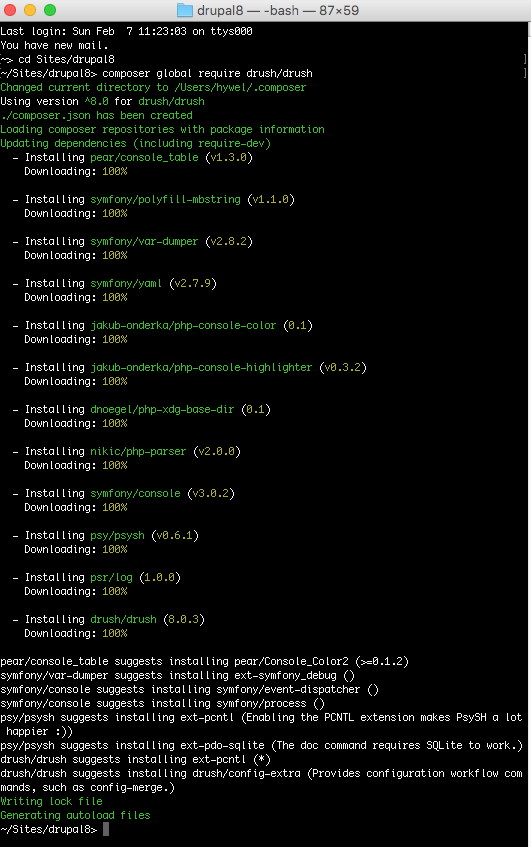 drupal8 — -bash — 87×59
Last login: Sun Feb  7 11:23:03 on ttys000
You have new mail.
~> cd Sites/drupal8
~/Sites/drupal8> composer global require drush/drush
Changed current directory to /Users/hywel/.composer
Using version ^8.0 for drush/drush
./composer.json has been created
Loading composer repositories with package information
Updating dependencies (including require-dev)
  - Installing pear/console_table (v1.3.0)
    Downloading: 100%
  - Installing symfony/polyfill-mbstring (v1.1.0)
    Downloading: 100%
  - Installing symfony/var-dumper (v2.8.2)
    Downloading: 100%
  - Installing symfony/yaml (v2.7.9)
    Downloading: 100%
  - Installing jakub-onderka/php-console-color (0.1)
    Downloading: 100%
  - Installing jakub-onderka/php-console-highlighter (v0.3.2)
    Downloading: 100%
  - Installing dnoegel/php-xdg-base-dir (0.1)
    Downloading: 100%
  - Installing nikic/php-parser (v2.0.0)
    Downloading: 100%
  - Installing symfony/console (v3.0.2)
    Downloading: 100%
  - Installing psy/psysh (v0.6.1)
    Downloading: 100%
  - Installing psr/log (1.0.0)
    Downloading: 100%
  - Installing drush/drush (8.0.3)
    Downloading: 100%
pear/console_table suggests installing pear/Console_Color2 (>=0.1.2)
symfony/var-dumper suggests installing ext-symfony_debug ()
symfony/console suggests installing symfony/event-dispatcher ()
symfony/console suggests installing symfony/process ()
psy/psysh suggests installing ext-pcntl (Enabling the PCNTL extension makes PsySH a lot
 happier :))
psy/psysh suggests installing ext-pdo-sqlite (The doc command requires SQLite to work.)
drush/drush suggests installing ext-pcntl (*)
drush/drush suggests installing drush/config-extra (Provides configuration workflow com
mands, such as config-merge.)
Writing lock file
Generating autoload files
~/Sites/drupal8>